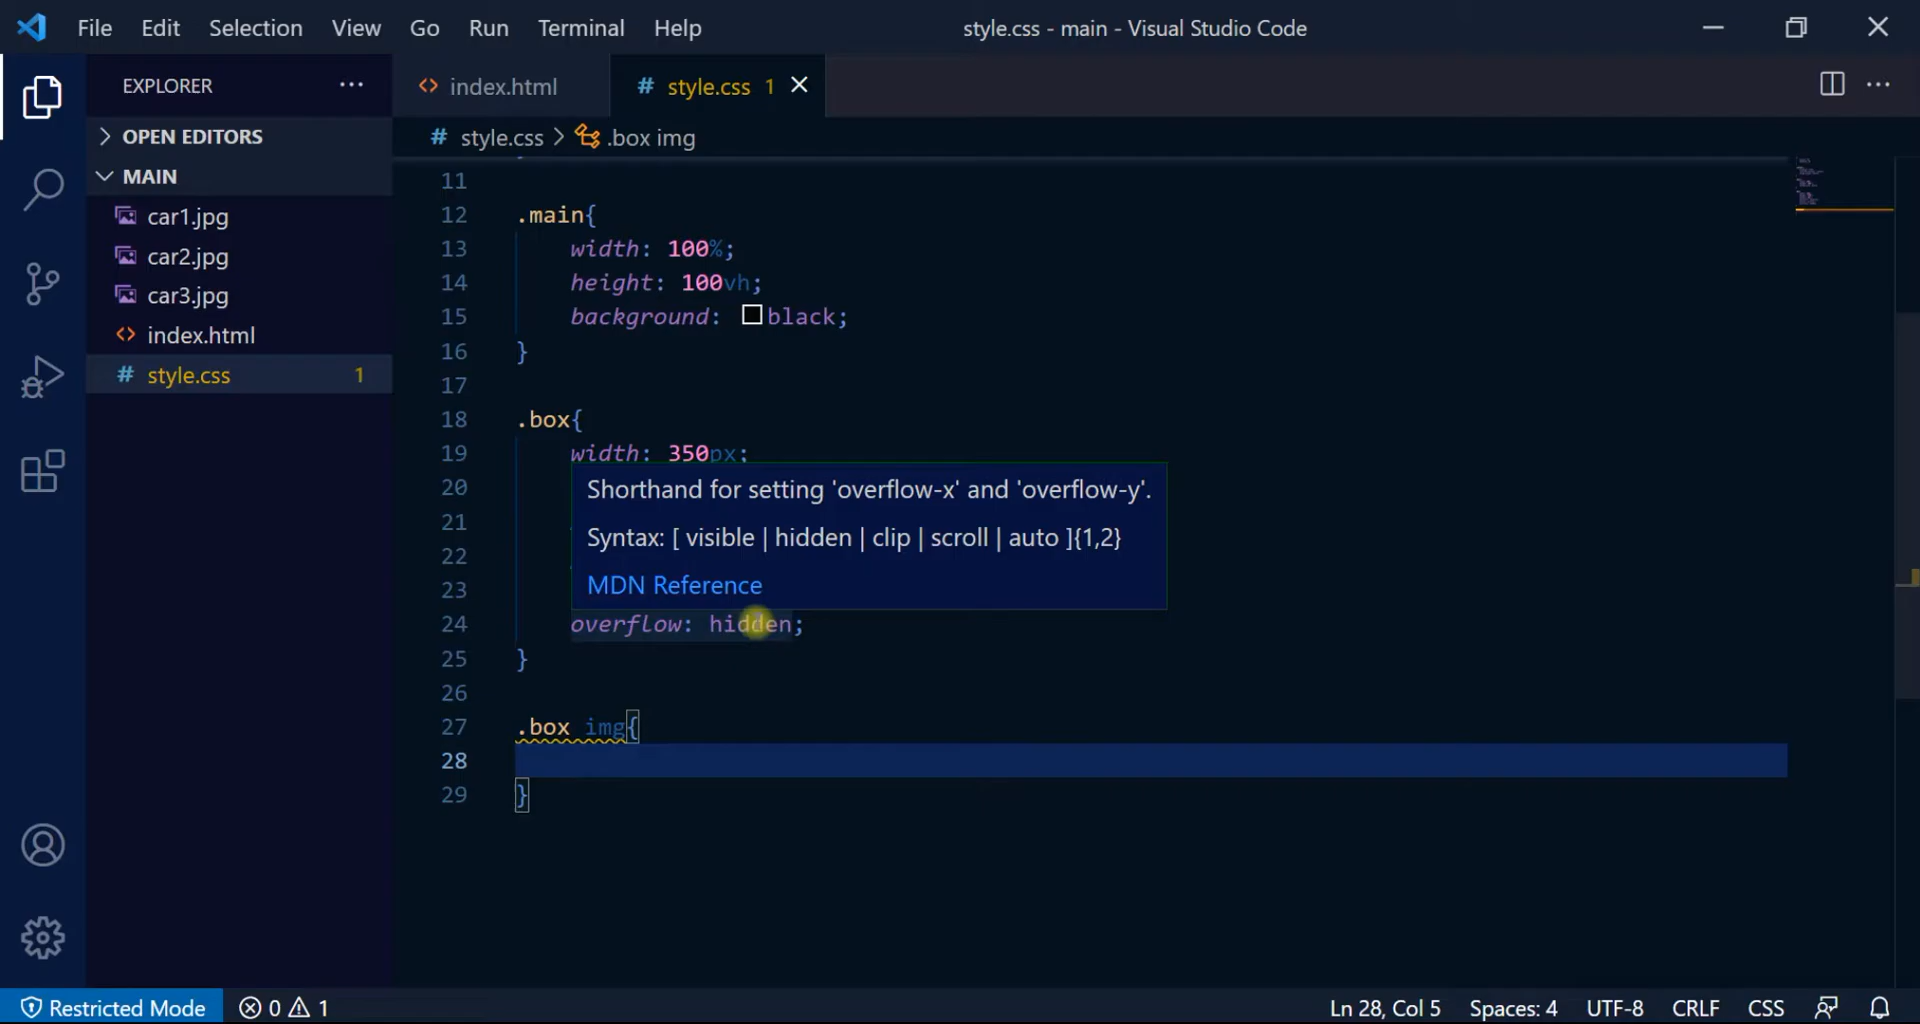 File Edit Selection View Go Run Terminal Help style.css - main - Visual Studio Code
EXPLORER
index.html
style.css 1
OPEN EDITORS
style.css > .box img
MAIN
car1.jpg
car2.jpg
car3.jpg
index.html
style.css 1
11
12 .main{
13 width: 100%;
14 height: 100vh;
15 background: black;
16 }
17
18 .box{
19 width: 350px;
20
21
22
23
Shorthand for setting 'overflow-x' and 'overflow-y'.
Syntax: [ visible | hidden | clip | scroll | auto ]{1,2}
MDN Reference
24 overflow: hidden;
25 }
26
27 .box img{
28
29 }
Restricted Mode 0 1 Ln 28, Col 5 Spaces: 4 UTF-8 CRLF CSS